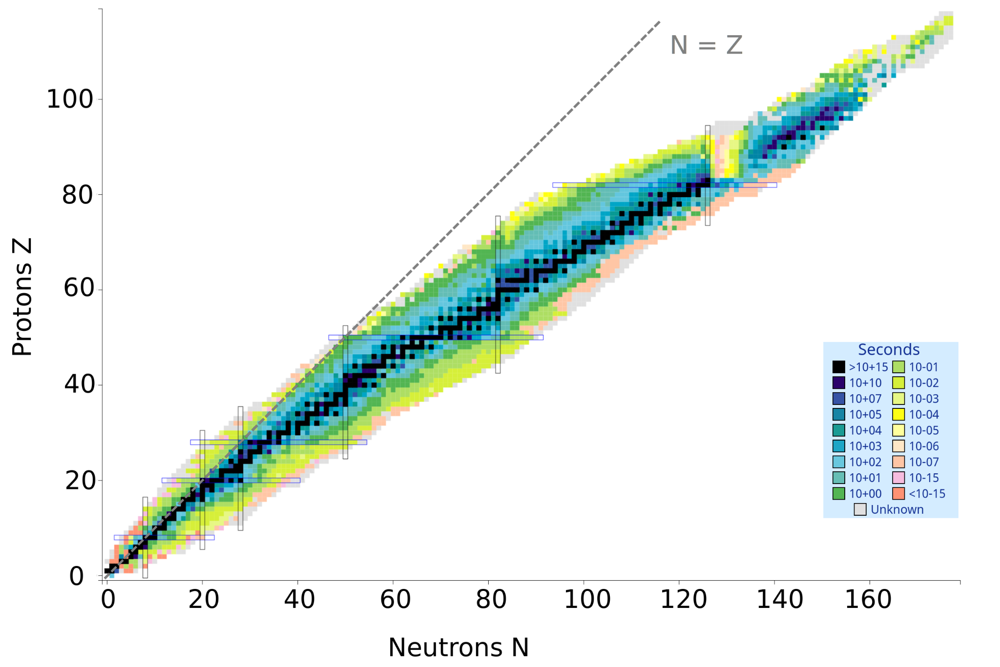 N = Z
Protons Z
100
80
60
40
20
0
0 20 40 60 80 100 120 140 160
Neutrons N
Seconds
>10+15 10-01
10+10 10-02
10+07 10-03
10+05 10-04
10+04 10-05
10+03 10-06
10+02 10-07
10+01 10-15
10+00 <10-15
Unknown